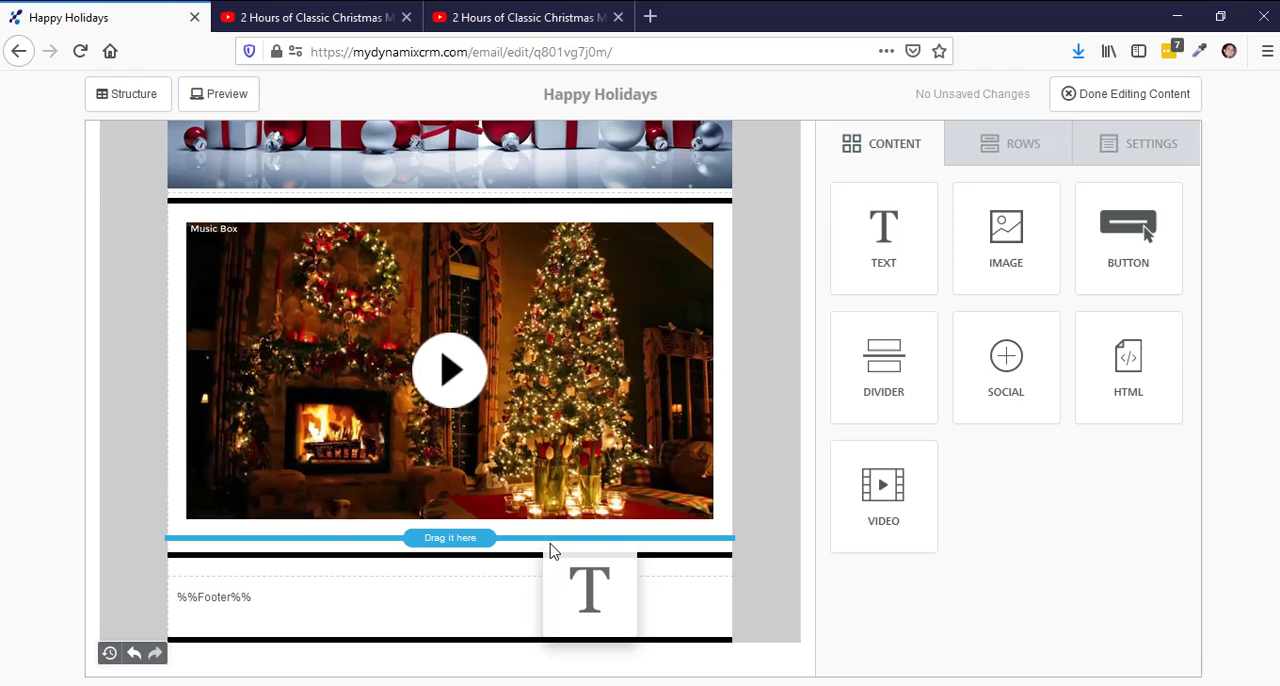 Happy Holidays
2 Hours of Classic Christmas M
2 Hours of Classic Christmas M
https://mydynamixcrm.com/email/edit/q801vg7j0m/
7
Structure
Preview
Happy Holidays
No Unsaved Changes
Done Editing Content
CONTENT
ROWS
SETTINGS
Music Box
TEXT
IMAGE
BUTTON
DIVIDER
SOCIAL
HTML
VIDEO
Drag it here
T
%%Footer%%